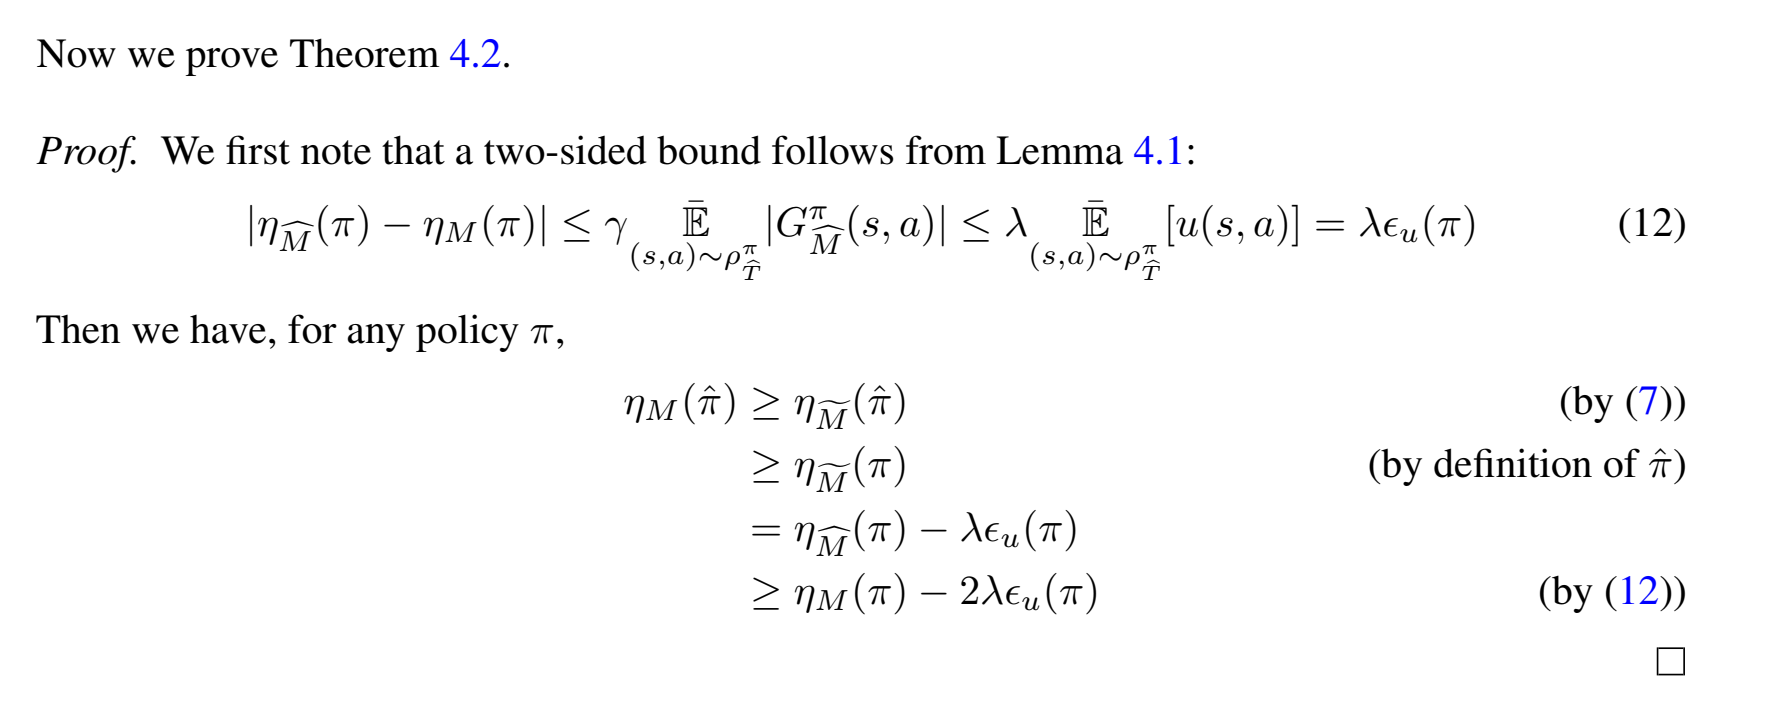 Now we prove Theorem 4.2.
Proof. We first note that a two-sided bound follows from Lemma 4.1:
$|\eta_{\widehat{M}}(\pi) - \eta_M(\pi)| \leq \gamma \underset{(s,a)\sim\rho^{\pi}_{\widehat{T}}}{\bar{\mathbb{E}}} |G^{\pi}_{\widehat{M}}(s,a)| \leq \lambda \underset{(s,a)\sim\rho^{\pi}_{\widehat{T}}}{\bar{\mathbb{E}}} [u(s,a)] = \lambda\epsilon_u(\pi)$ (12)
Then we have, for any policy $\pi$,
$\eta_M(\hat{\pi}) \geq \eta_{\widetilde{M}}(\hat{\pi})$ (by (7))
$\geq \eta_{\widetilde{M}}(\pi)$ (by definition of $\hat{\pi}$)
$= \eta_{\widehat{M}}(\pi) - \lambda\epsilon_u(\pi)$
$\geq \eta_M(\pi) - 2\lambda\epsilon_u(\pi)$ (by (12))
□